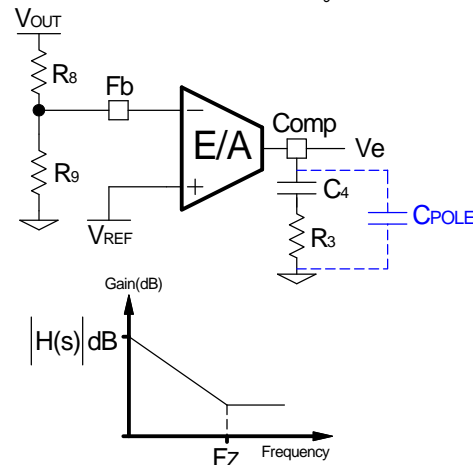 VOUT
R8
Fb
E/A
−
+
Comp
Ve
R9
VREF
C4
R3
CPOLE
Gain(dB)
|H(s)| dB
FZ
Frequency